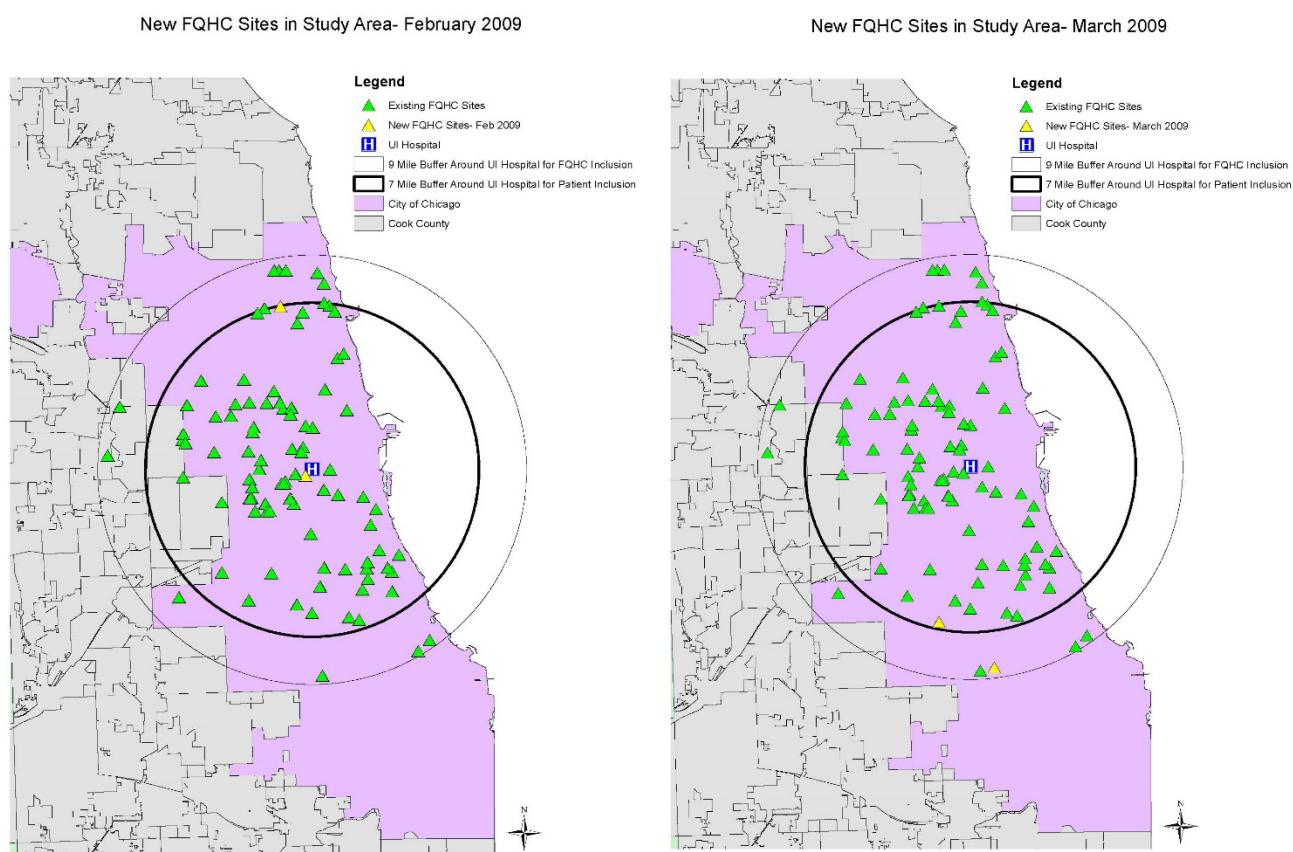 New FQHC Sites in Study Area- February 2009
Legend
Existing FQHC Sites
New FQHC Sites- Feb 2009
H UI Hospital
9 Mile Buffer Around UI Hospital for FQHC Inclusion
7 Mile Buffer Around UI Hospital for Patient Inclusion
City of Chicago
Cook County
H
N
New FQHC Sites in Study Area- March 2009
Legend
Existing FQHC Sites
New FQHC Sites- March 2009
H UI Hospital
9 Mile Buffer Around UI Hospital for FQHC Inclusion
7 Mile Buffer Around UI Hospital for Patient Inclusion
City of Chicago
Cook County
H
N